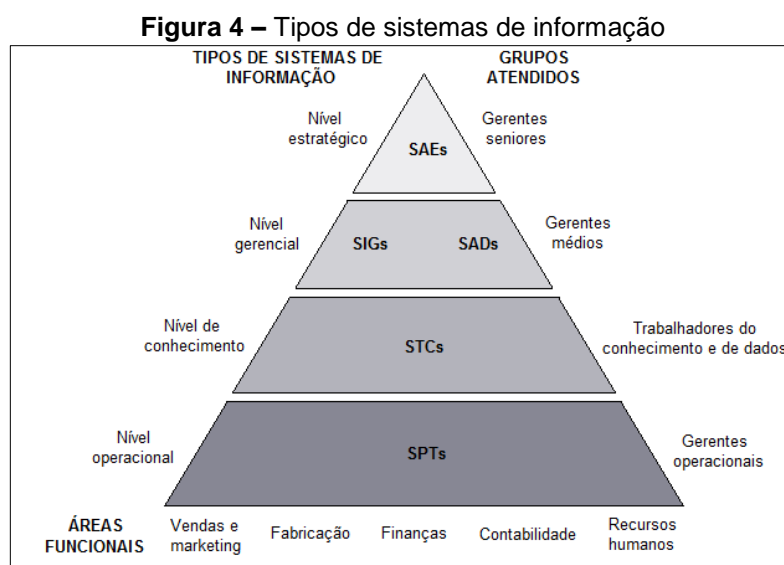 Figura 4 – Tipos de sistemas de informação
TIPOS DE SISTEMAS DE
INFORMAÇÃO
GRUPOS
ATENDIDOS
Nível
estratégico
SAEs
Gerentes
seniores
Nível
gerencial
SIGs
SADs
Gerentes
médios
Nível de
conhecimento
STCs
Trabalhadores do
conhecimento e de dados
Nível
operacional
SPTs
Gerentes
operacionais
ÁREAS
FUNCIONAIS
Vendas e
marketing
Fabricação
Finanças
Contabilidade
Recursos
humanos